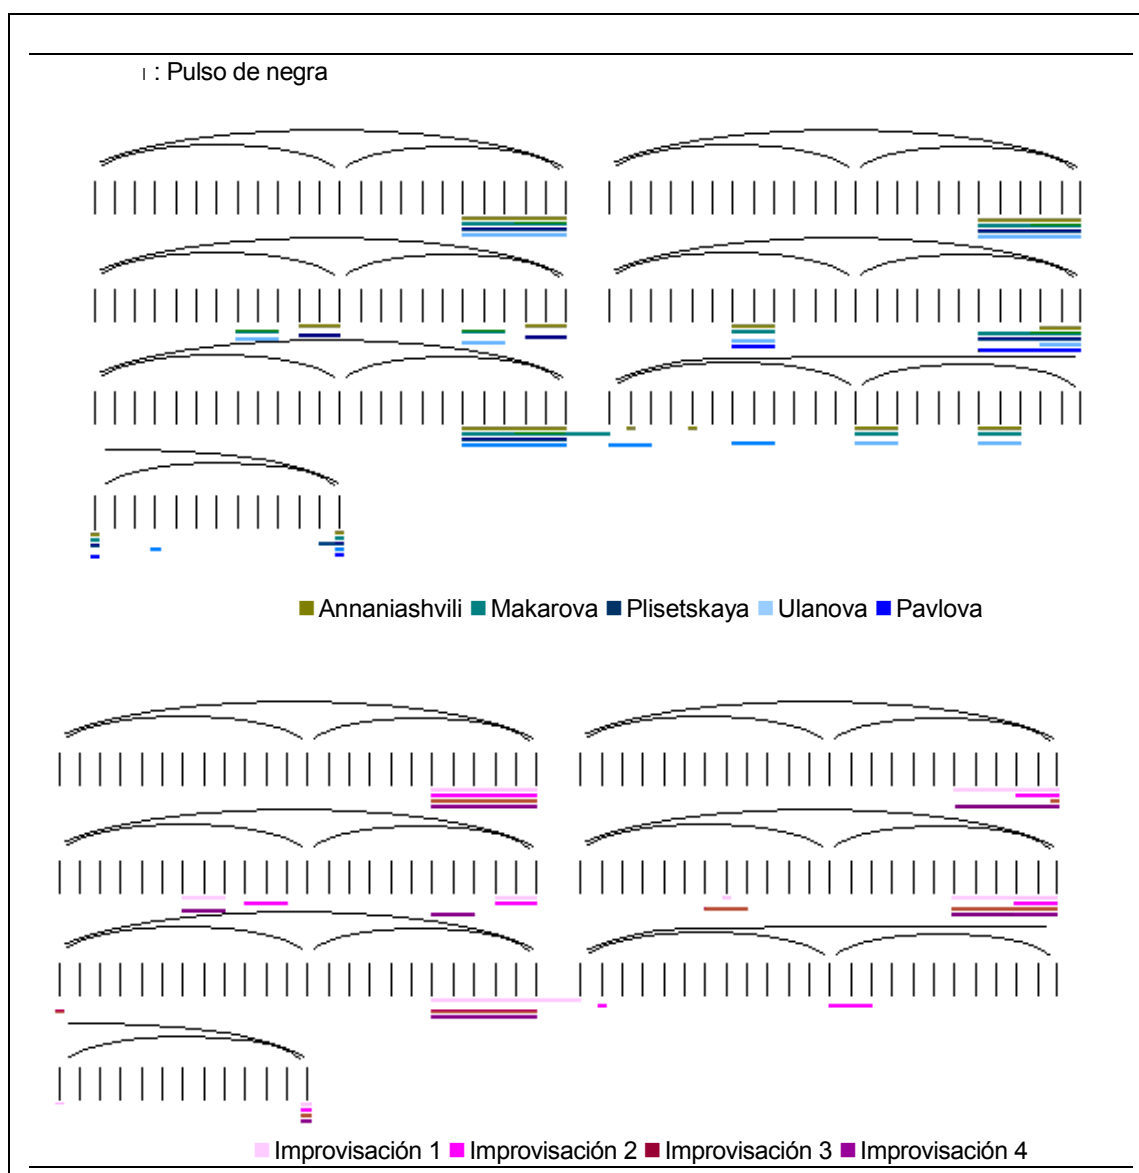 : Pulso de negra
Annaniashvili Makarova Plisetskaya Ulanova Pavlova
Improvisación 1 Improvisación 2 Improvisación 3 Improvisación 4